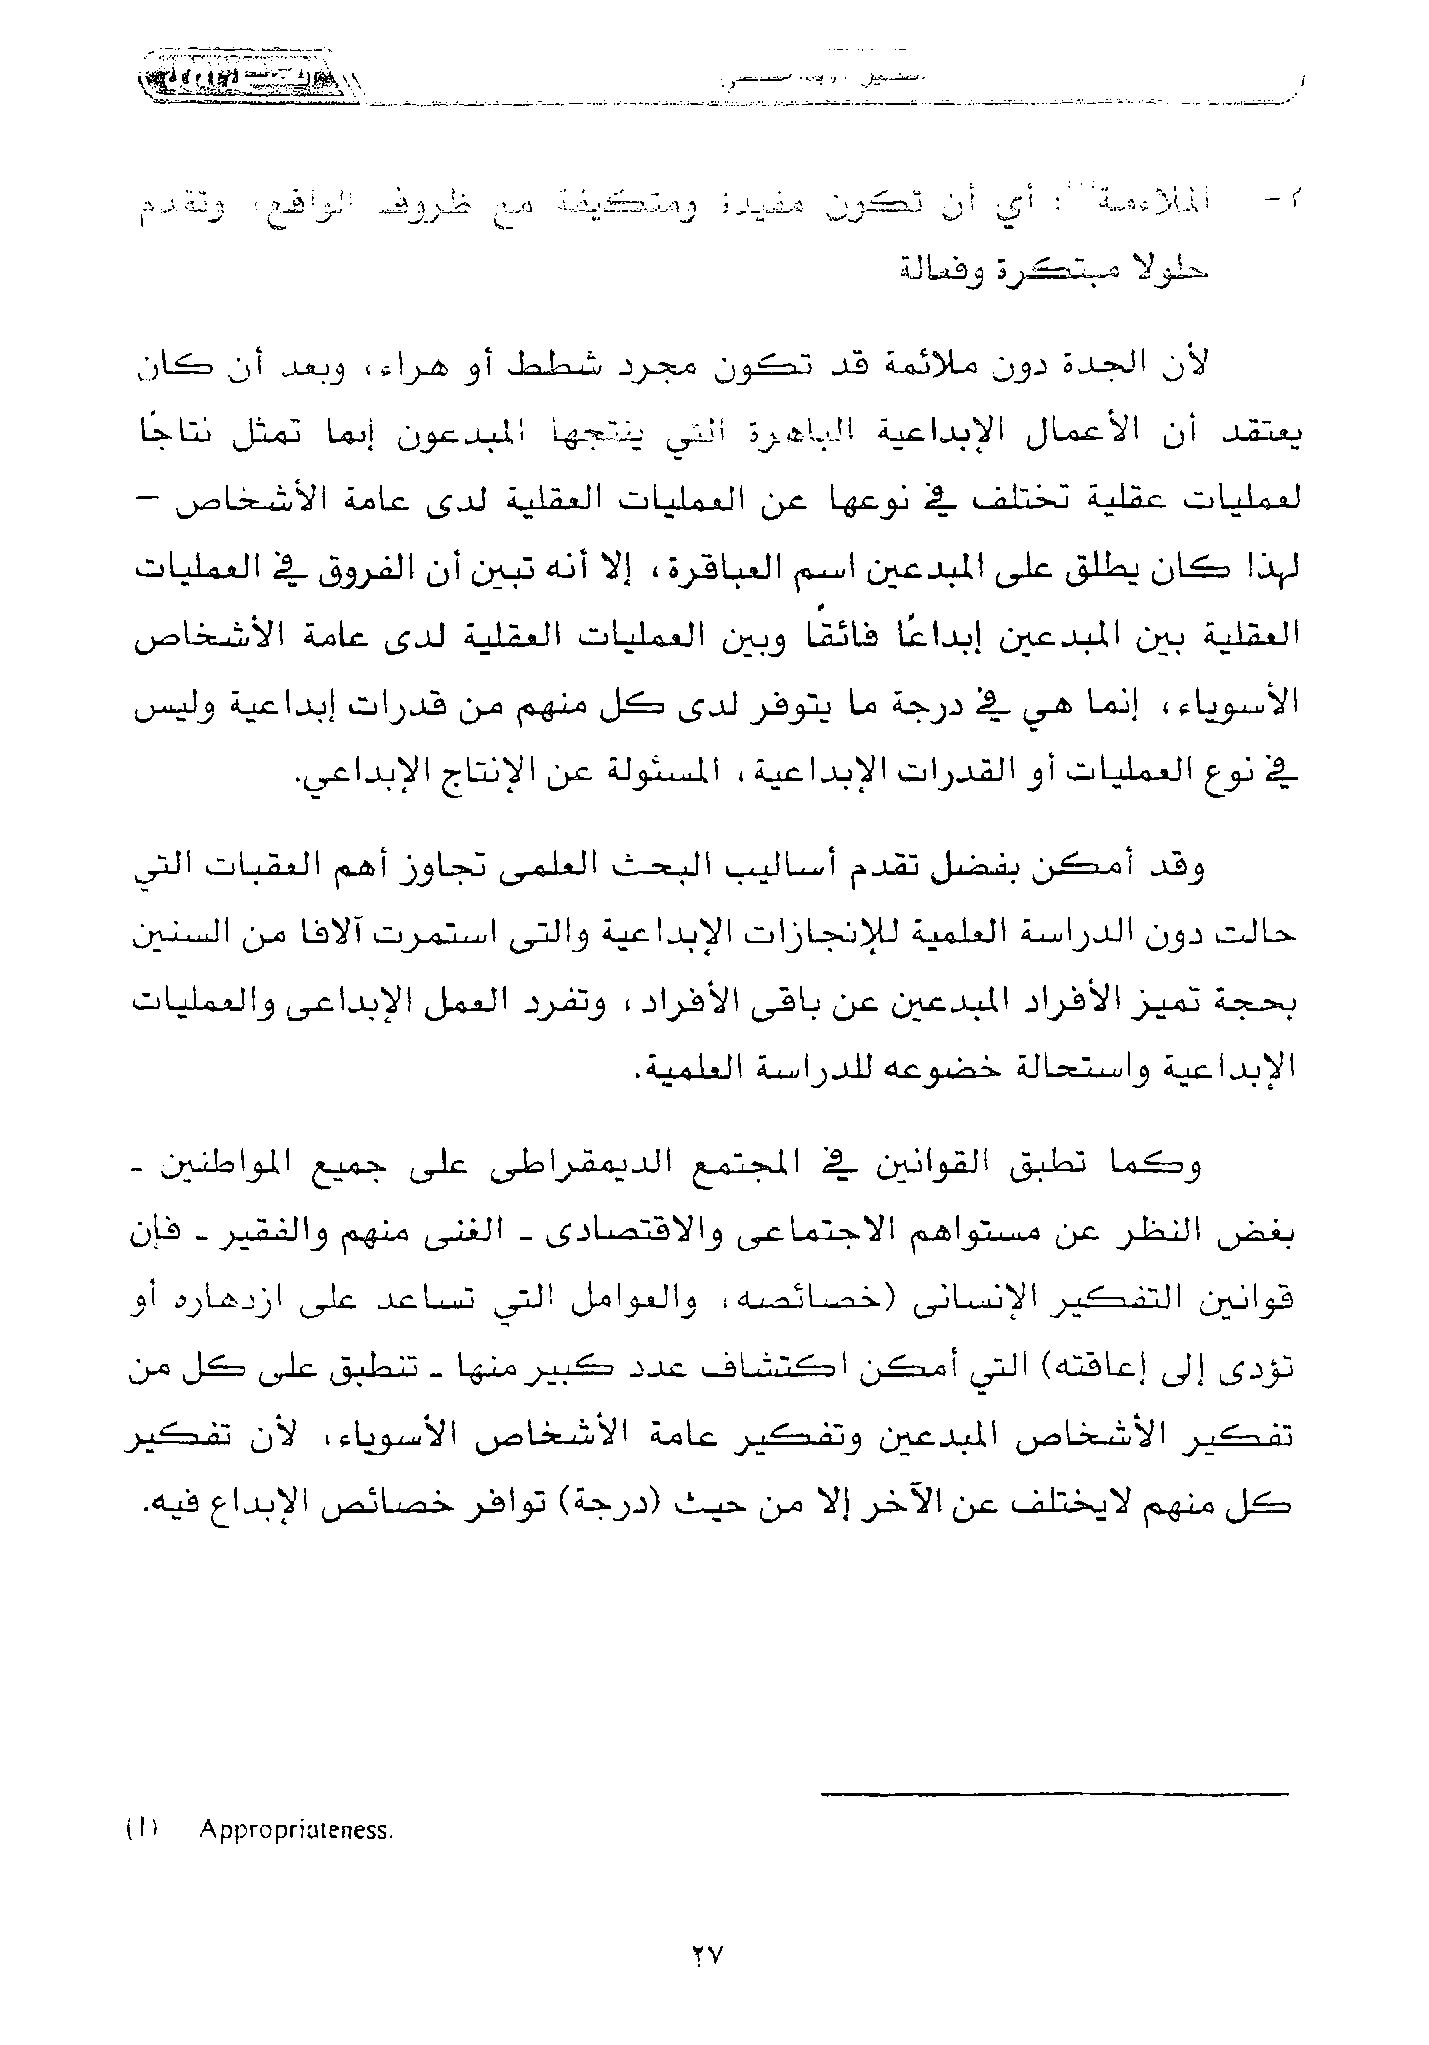 ٢- الملاءمة(١): أي أن تكون مفيدة ومتكيفة مع ظروف الواقع، وتقدم
حلولا مبتكرة وفعالة
لأن الجدة دون ملائمة قد تكون مجرد شطط أو هراء، وبعد أن كان
يعتقد أن الأعمال الإبداعية الباهرة التي ينتجها المبدعون إنما تمثل نتاجًا
لعمليات عقلية تختلف في نوعها عن العمليات العقلية لدى عامة الأشخاص –
لهذا كان يطلق على المبدعين اسم العباقرة، إلا أنه تبين أن الفروق في العمليات
العقلية بين المبدعين إبداعًا فائقًا وبين العمليات العقلية لدى عامة الأشخاص
الأسوياء، إنما هي في درجة ما يتوفر لدى كل منهم من قدرات إبداعية وليس
في نوع العمليات أو القدرات الإبداعية، المسئولة عن الإنتاج الإبداعي.
وقد أمكن بفضل تقدم أساليب البحث العلمى تجاوز أهم العقبات التي
حالت دون الدراسة العلمية للإنجازات الإبداعية والتى استمرت آلافا من السنين
بحجة تميز الأفراد المبدعين عن باقى الأفراد، وتفرد العمل الإبداعى والعمليات
الإبداعية واستحالة خضوعه للدراسة العلمية.
وكما تطبق القوانين في المجتمع الديمقراطى على جميع المواطنين -
بغض النظر عن مستواهم الاجتماعى والاقتصادى - الغنى منهم والفقير - فإن
قوانين التفكير الإنسانى (خصائصه، والعوامل التي تساعد على ازدهاره أو
تؤدى إلى إعاقته) التي أمكن اكتشاف عدد كبير منها - تنطبق على كل من
تفكير الأشخاص المبدعين وتفكير عامة الأشخاص الأسوياء، لأن تفكير
كل منهم لايختلف عن الآخر إلا من حيث (درجة) توافر خصائص الإبداع فيه.
(1) Appropriateness.
٢٧